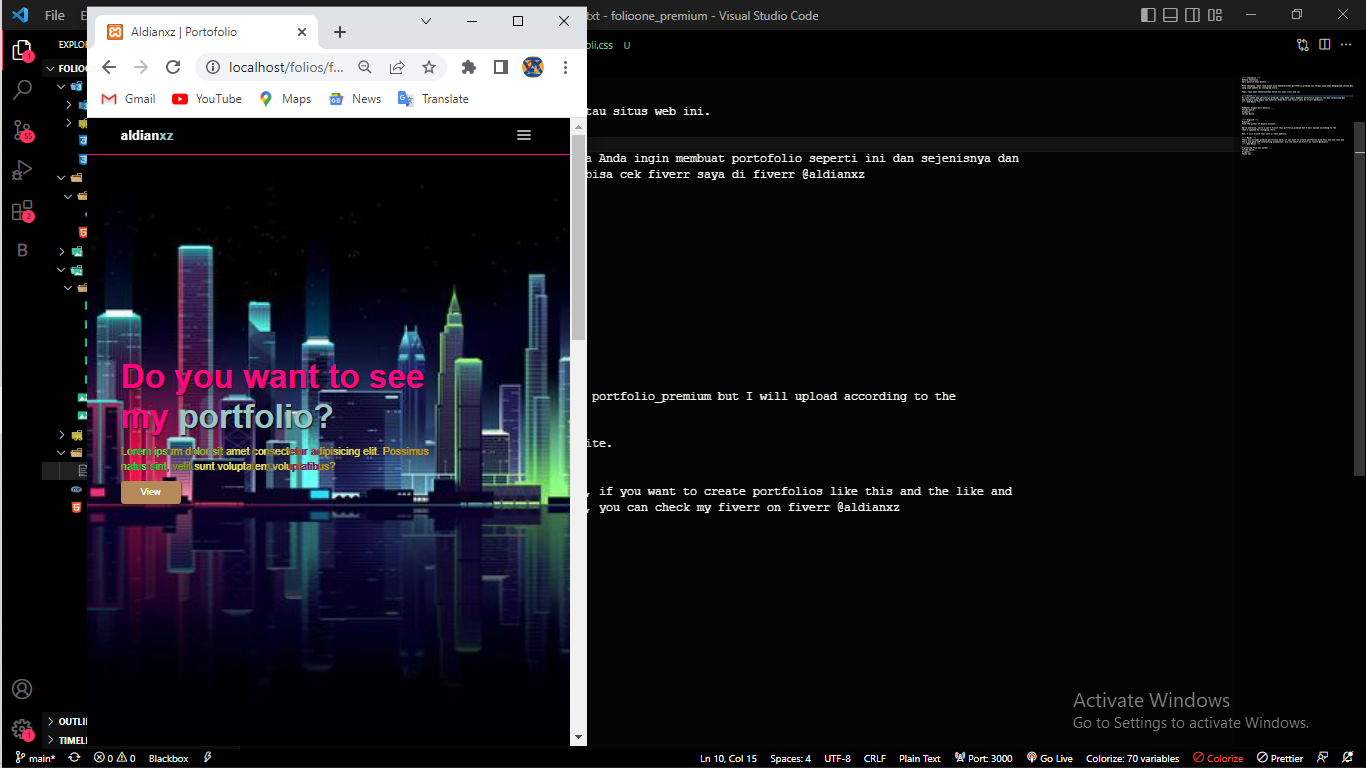 File
E
txt - folioone_premium - Visual Studio Code
Aldianxz | Portofolio
localhost/folios/f...
Gmail
YouTube
Maps
News
Translate
EXPLO
FOLIO
oli.css U
aldianxz
tau situs web ini.
a Anda ingin membuat portofolio seperti ini dan sejenisnya dan
bisa cek fiverr saya di fiverr @aldianxz
Do you want to see
my portfolio?
Lorem ipsum dolor sit amet consectetur adipisicing elit. Possimus
natus sint, velit sunt voluptatem voluptatibus?
View
portfolio_premium but I will upload according to the
ite.
, if you want to create portfolios like this and the like and
, you can check my fiverr on fiverr @aldianxz
1
55
2
B
1
OUTLI
TIMEL
Activate Windows
Go to Settings to activate Windows.
main*
0
0
Blackbox
Ln 10, Col 15
Spaces: 4
UTF-8
CRLF
Plain Text
Port: 3000
Go Live
Colorize: 70 variables
Colorize
Prettier